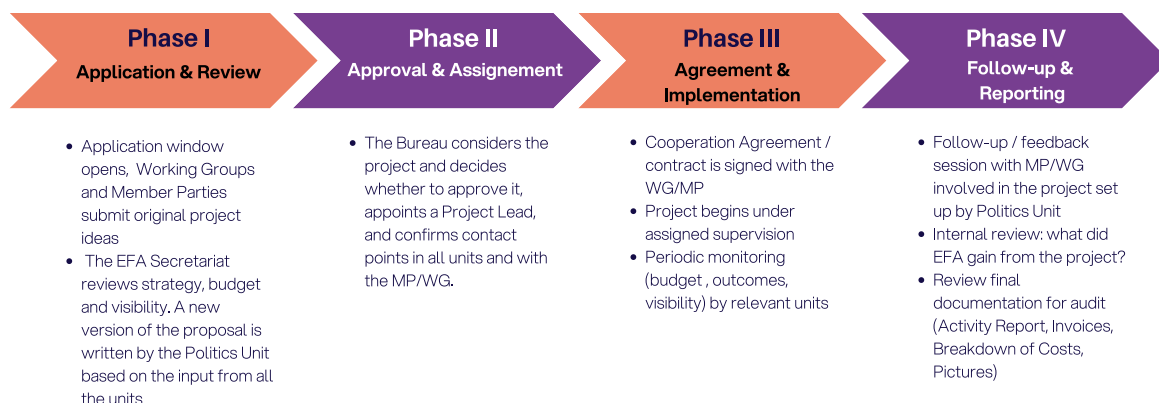 Phase I
Application & Review
• Application window
opens, Working Groups
and Member Parties
submit original project
ideas
• The EFA Secretariat
reviews strategy, budget
and visibility. A new
version of the proposal is
written by the Politics Unit
based on the input from all
the units
Phase II
Approval & Assignement
• The Bureau considers the
project and decides
whether to approve it,
appoints a Project Lead,
and confirms contact
points in all units and with
the MP/WG.
Phase III
Agreement &
Implementation
• Cooperation Agreement /
contract is signed with the
WG/MP
• Project begins under
assigned supervision
• Periodic monitoring
(budget , outcomes,
visibility) by relevant units
Phase IV
Follow-up &
Reporting
• Follow-up / feedback
session with MP/WG
involved in the project set
up by Politics Unit
• Internal review: what did
EFA gain from the project?
• Review final
documentation for audit
(Activity Report, Invoices,
Breakdown of Costs,
Pictures)